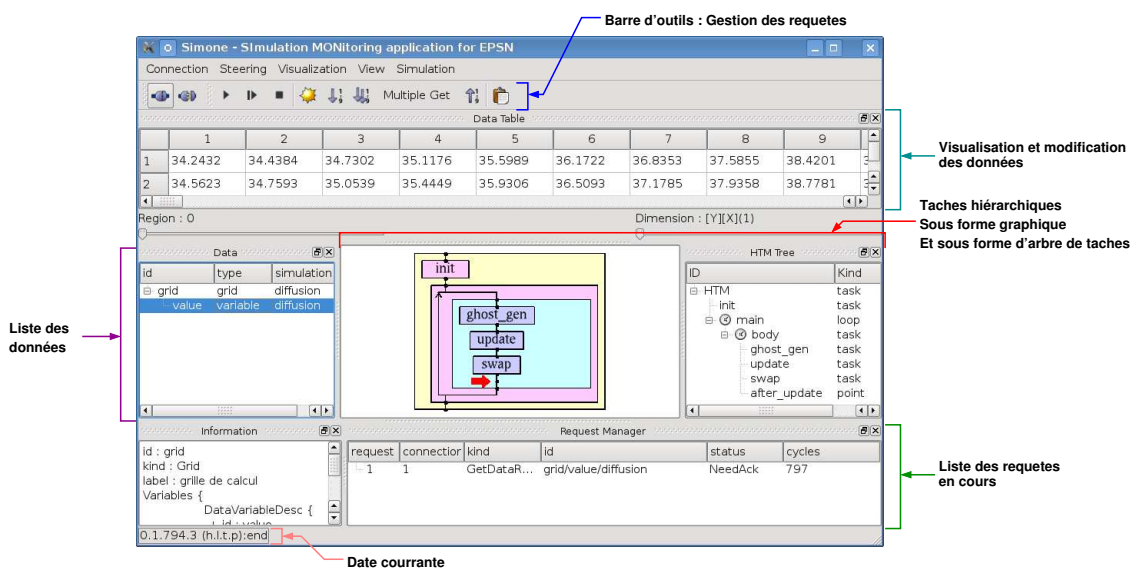 Barre d'outils : Gestion des requetes
Simone - SImulation MONitoring application for EPSN
Connection Steering Visualization View Simulation
Multiple Get
Data Table
1 2 3 4 5 6 7 8 9
1 34.2432 34.4384 34.7302 35.1176 35.5989 36.1722 36.8353 37.5855 38.4201
2 34.5623 34.7593 35.0539 35.4449 35.9306 36.5093 37.1785 37.9358 38.7781
Visualisation et modification
des données
Region : 0 Dimension : [Y][X](1)
Taches hiérarchiques
Sous forme graphique
Et sous forme d'arbre de taches
Data
id type simulation
grid grid diffusion
value variable diffusion
Liste des
données
init
ghost_gen
update
swap
HTM Tree
ID Kind
HTM task
init task
main loop
body task
ghost_gen task
update task
swap task
after_update point
Information
id : grid
kind : Grid
label : grille de calcul
Variables {
DataVariableDesc {
id : value
Request Manager
request connectior kind id status cycles
1 1 GetDataR... grid/value/diffusion NeedAck 797
Liste des requetes
en cours
0.1.794.3 (h.l.t.p):end
Date courrante